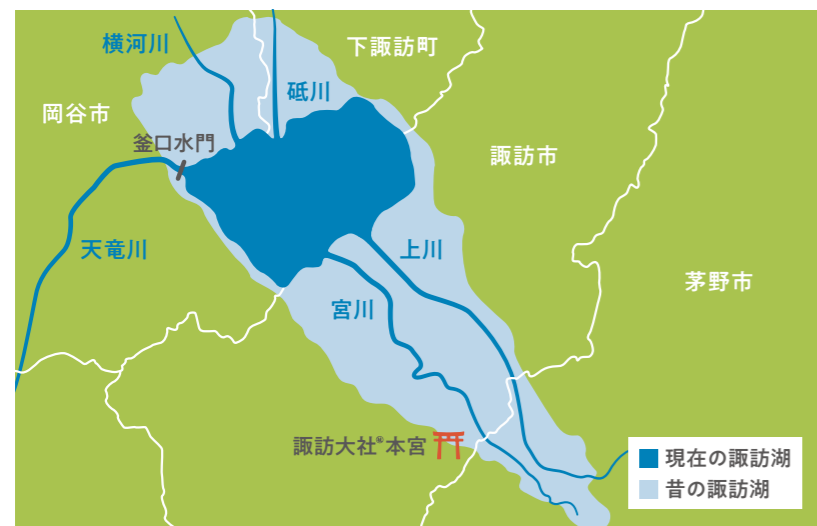 横河川
下諏訪町
砥川
岡谷市
釜口水門
諏訪市
天竜川
上川
茅野市
宮川
諏訪大社®本宮
現在の諏訪湖
昔の諏訪湖